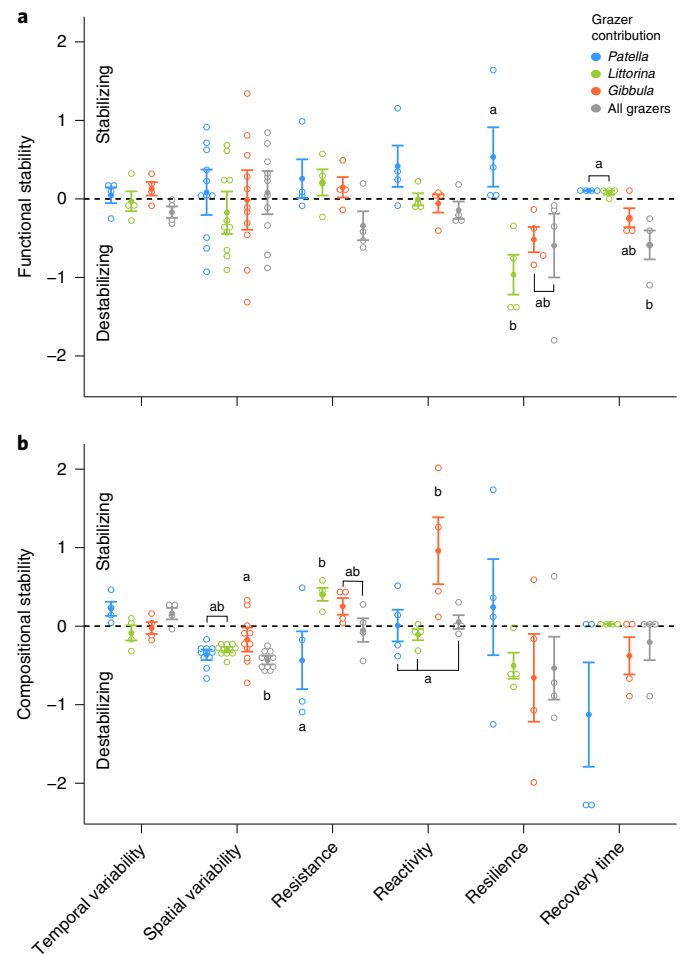 a
Grazer
contribution
Patella
Littorina
Gibbula
All grazers
Functional stability
Stabilizing
Destabilizing
2
1
0
−1
−2
a
b
ab
a
ab
b
b
Compositional stability
Stabilizing
Destabilizing
2
1
0
−1
−2
ab
a
b
a
b
ab
b
a
Temporal variability
Spatial variability
Resistance
Reactivity
Resilience
Recovery time